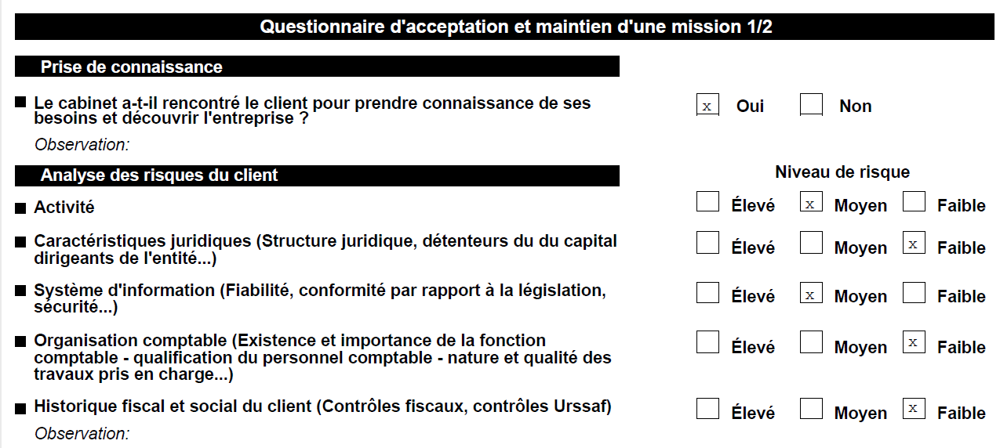 Questionnaire d'acceptation et maintien d'une mission 1/2
Prise de connaissance
Le cabinet a-t-il rencontré le client pour prendre connaissance de ses
besoins et découvrir l'entreprise ?
x Oui Non
Observation:
Analyse des risques du client
Niveau de risque
Activité
Élevé x Moyen Faible
Caractéristiques juridiques (Structure juridique, détenteurs du du capital
dirigeants de l'entité...)
Élevé Moyen x Faible
Système d'information (Fiabilité, conformité par rapport à la législation,
sécurité...)
Élevé x Moyen Faible
Organisation comptable (Existence et importance de la fonction
comptable - qualification du personnel comptable - nature et qualité des
travaux pris en charge...)
Élevé Moyen x Faible
Historique fiscal et social du client (Contrôles fiscaux, contrôles Urssaf)
Élevé Moyen x Faible
Observation: